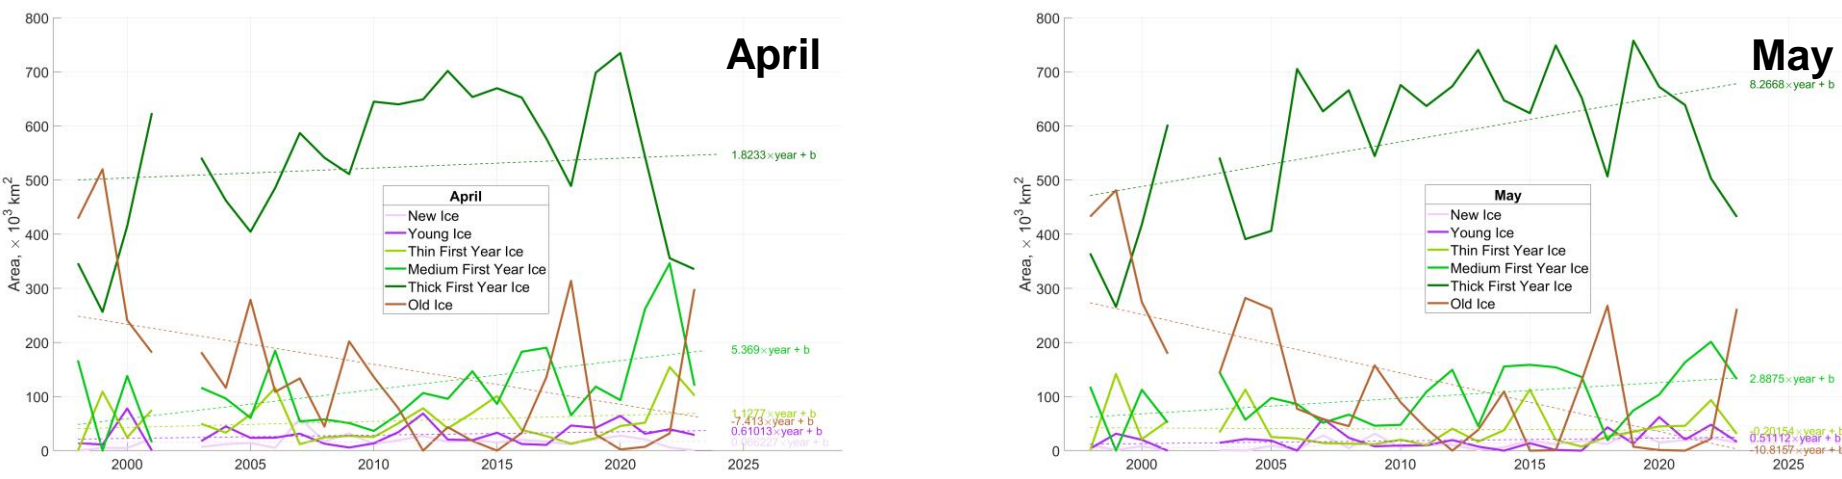 April
800
700
600
500
400
300
200
100
0
Area, × 10³ km²
2000
2005
2010
2015
2020
2025
April
New Ice
Young Ice
Thin First Year Ice
Medium First Year Ice
Thick First Year Ice
Old Ice
1.8233×year + b
5.369×year + b
1.1277×year + b
-7.413×year + b
0.61013×year + b
May
800
700
600
500
400
300
200
100
0
Area, × 10³ km²
2000
2005
2010
2015
2020
2025
May
New Ice
Young Ice
Thin First Year Ice
Medium First Year Ice
Thick First Year Ice
Old Ice
8.2668×year + b
2.8875×year + b
-0.20154×year + b
0.51112×year + b
-10.8157×year + b